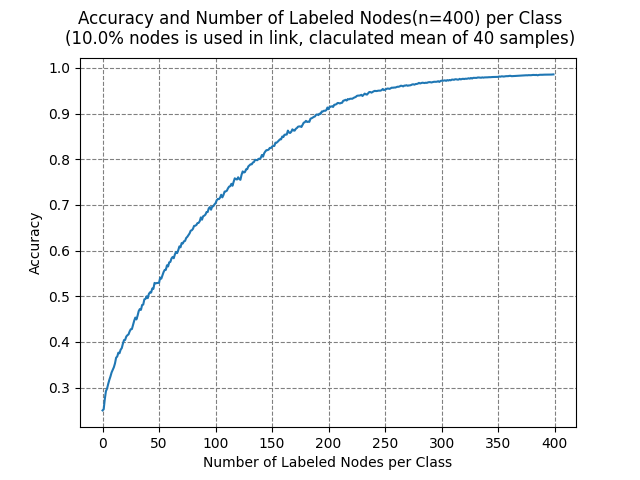 Accuracy and Number of Labeled Nodes(n=400) per Class
(10.0% nodes is used in link, claculated mean of 40 samples)
1.0
0.9
0.8
0.7
0.6
0.5
0.4
0.3
Accuracy
0 50 100 150 200 250 300 350 400
Number of Labeled Nodes per Class